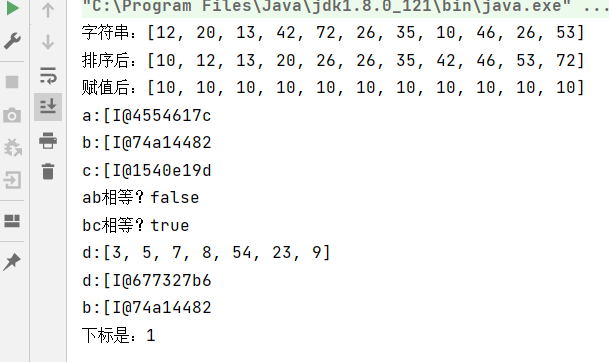 "C:\Program Files\Java\jdk1.8.0_121\bin\java.exe" ...
字符串：[12, 20, 13, 42, 72, 26, 35, 10, 46, 26, 53]
排序后：[10, 12, 13, 20, 26, 26, 35, 42, 46, 53, 72]
赋值后：[10, 10, 10, 10, 10, 10, 10, 10, 10, 10, 10]
a:[I@4554617c
b:[I@74a14482
c:[I@1540e19d
ab相等？false
bc相等？true
d:[3, 5, 7, 8, 54, 23, 9]
d:[I@677327b6
b:[I@74a14482
下标是：1